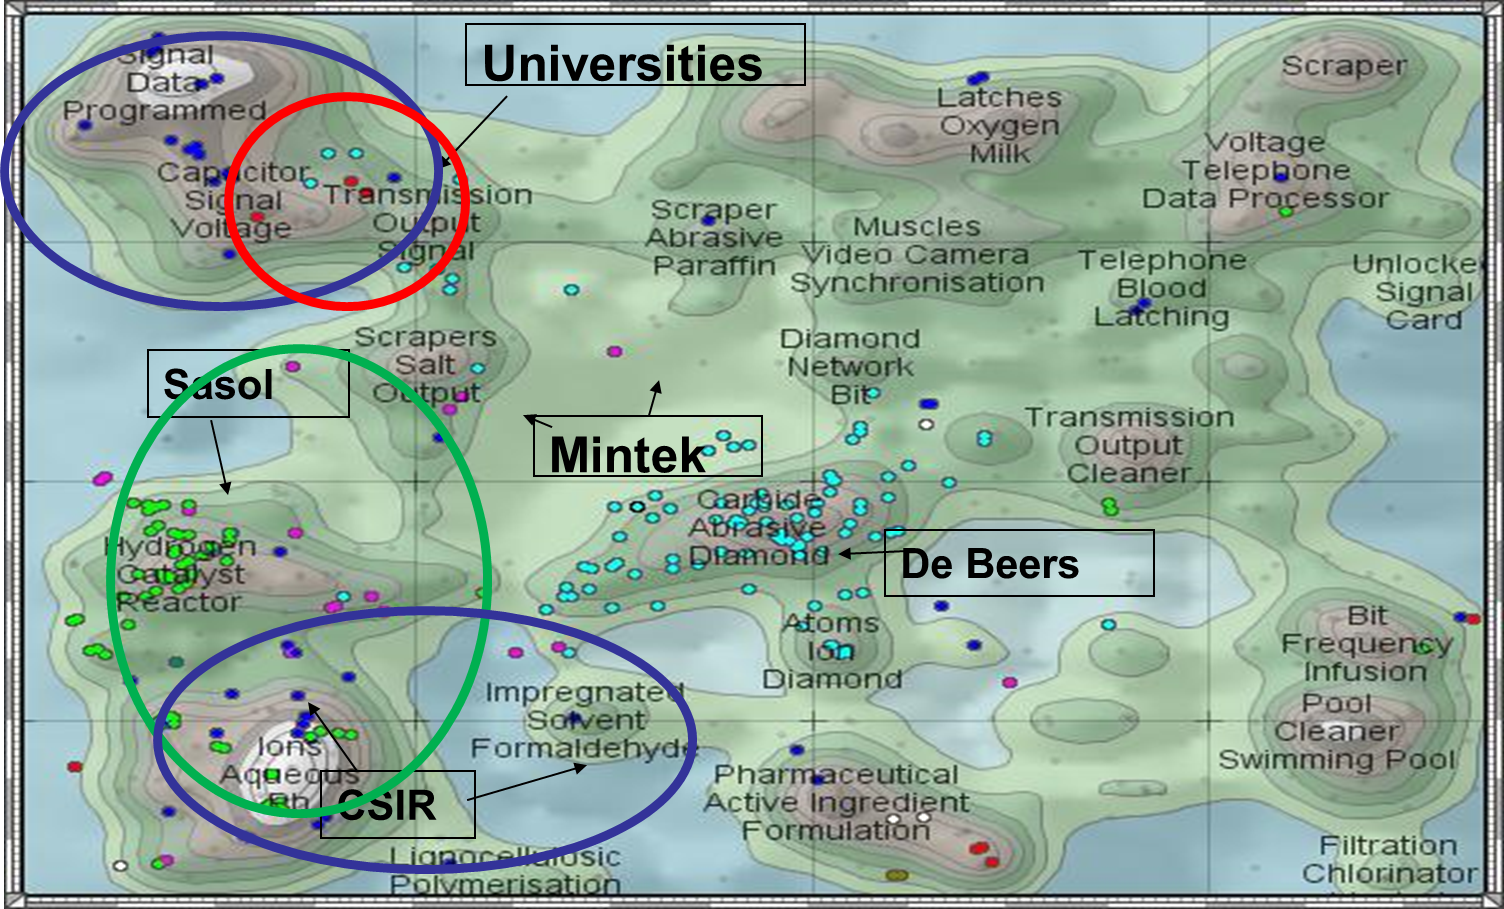 Signal
Data
Programmed
Universities
Latches
Oxygen
Milk
Scraper
Voltage
Telephone
Data Processor
Capacitor
Signal
Voltage
Transmission
Output
Signal
Scraper
Abrasive
Paraffin
Muscles
Video Camera
Synchronisation
Telephone
Blood
Latching
Unlocke
Signal
Card
Scrapers
Salt
Output
Diamond
Network
Bit
Sasol
Mintek
Transmission
Output
Cleaner
Carbide
Abrasive
Diamond
De Beers
Hydrogen
Catalyst
Reactor
Atoms
Ion
Diamond
Bit
Frequency
Infusion
Impregnated
Solvent
Formaldehyde
Pool
Cleaner
Swimming Pool
Ions
Aqueous
Ph
CSIR
Pharmaceutical
Active Ingredient
Formulation
Lignocellulosic
Polymerisation
Filtration
Chlorinator